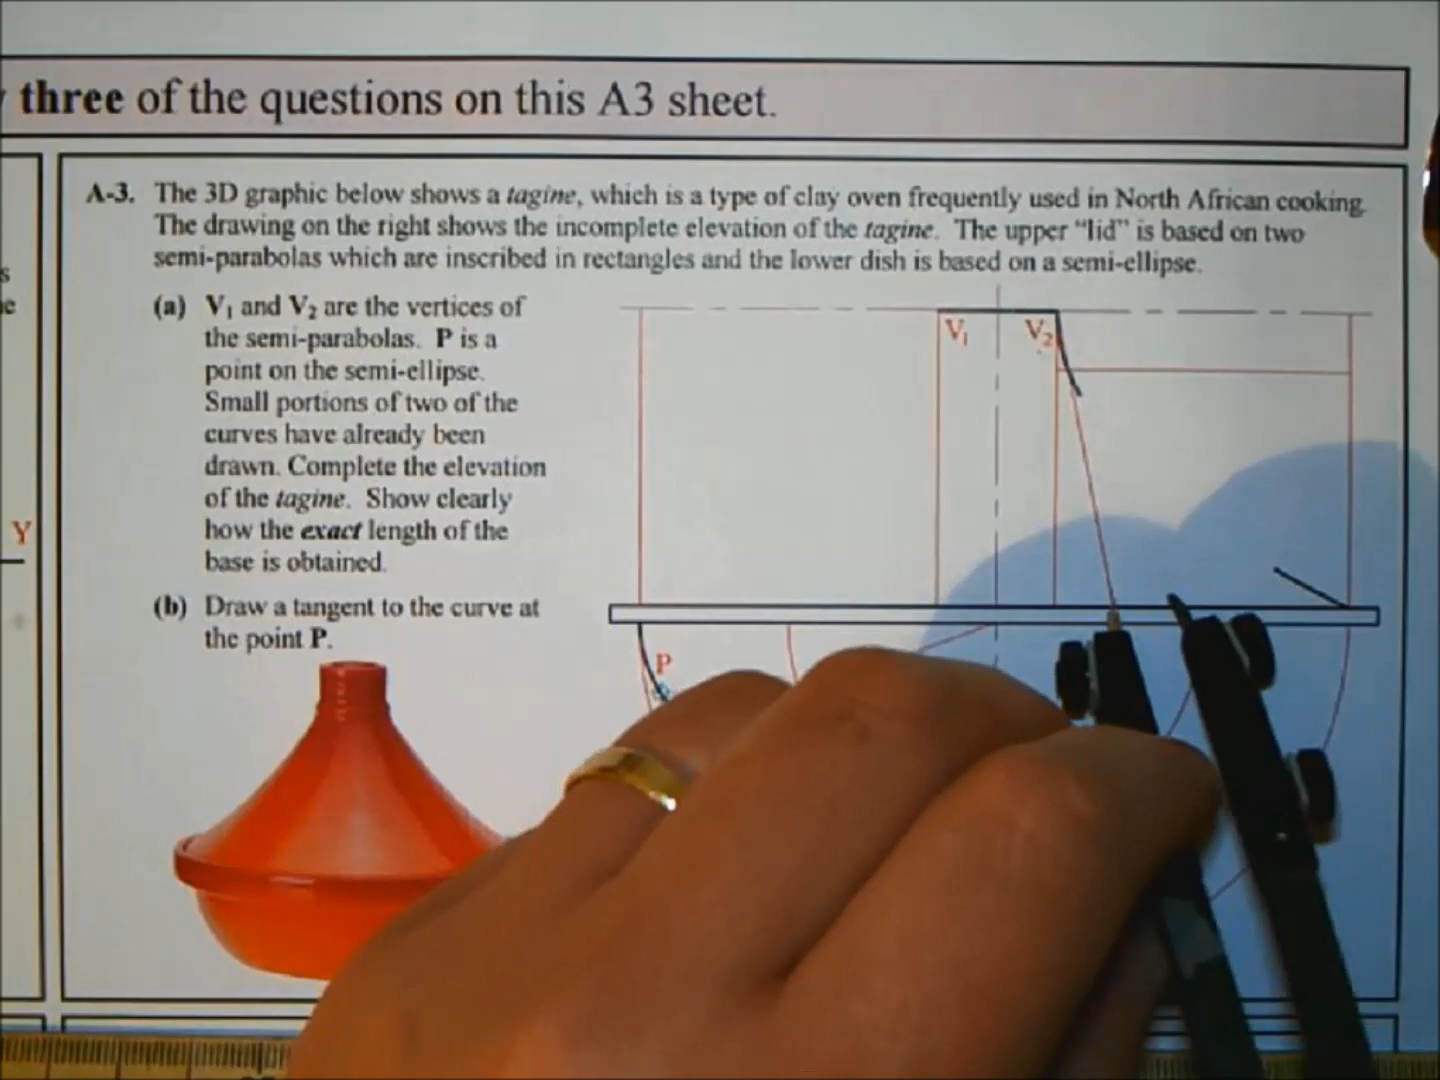 three of the questions on this A3 sheet.
A-3. The 3D graphic below shows a tagine, which is a type of clay oven frequently used in North African cooking.
The drawing on the right shows the incomplete elevation of the tagine. The upper “lid” is based on two
semi-parabolas which are inscribed in rectangles and the lower dish is based on a semi-ellipse.
(a) V₁ and V₂ are the vertices of
the semi-parabolas. P is a
point on the semi-ellipse.
Small portions of two of the
curves have already been
drawn. Complete the elevation
of the tagine. Show clearly
how the exact length of the
base is obtained.
(b) Draw a tangent to the curve at
the point P.
V₁ V₂
P
s
e
Y